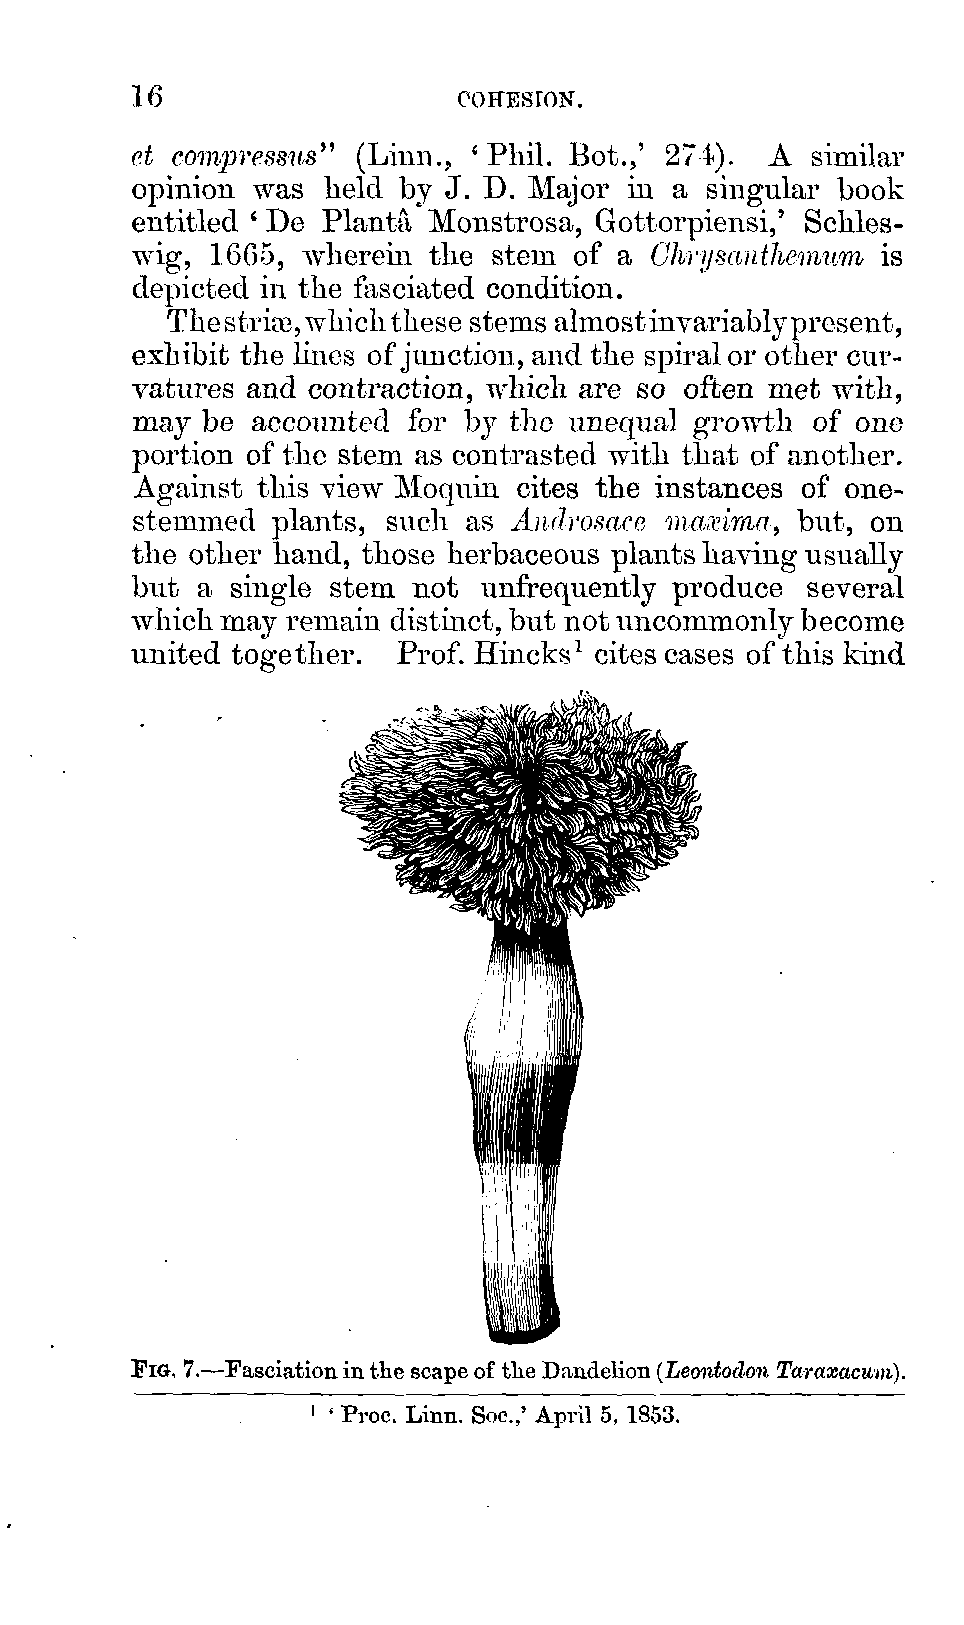 16 COHESION.
et compressus" (Linn., ‘Phil. Bot.,’ 274). A similar
opinion was held by J. D. Major in a singular book
entitled ‘De Plantâ Monstrosa, Gottorpiensi,’ Schles-
wig, 1665, wherein the stem of a Chrysanthemum is
depicted in the fasciated condition.
The striæ, which these stems almost invariably present,
exhibit the lines of junction, and the spiral or other cur-
vatures and contraction, which are so often met with,
may be accounted for by the unequal growth of one
portion of the stem as contrasted with that of another.
Against this view Moquin cites the instances of one-
stemmed plants, such as Androsace maxima, but, on
the other hand, those herbaceous plants having usually
but a single stem not unfrequently produce several
which may remain distinct, but not uncommonly become
united together. Prof. Hincks¹ cites cases of this kind
FIG. 7.—Fasciation in the scape of the Dandelion (Leontodon Taraxacum).
¹ ‘Proc. Linn. Soc.,’ April 5, 1853.